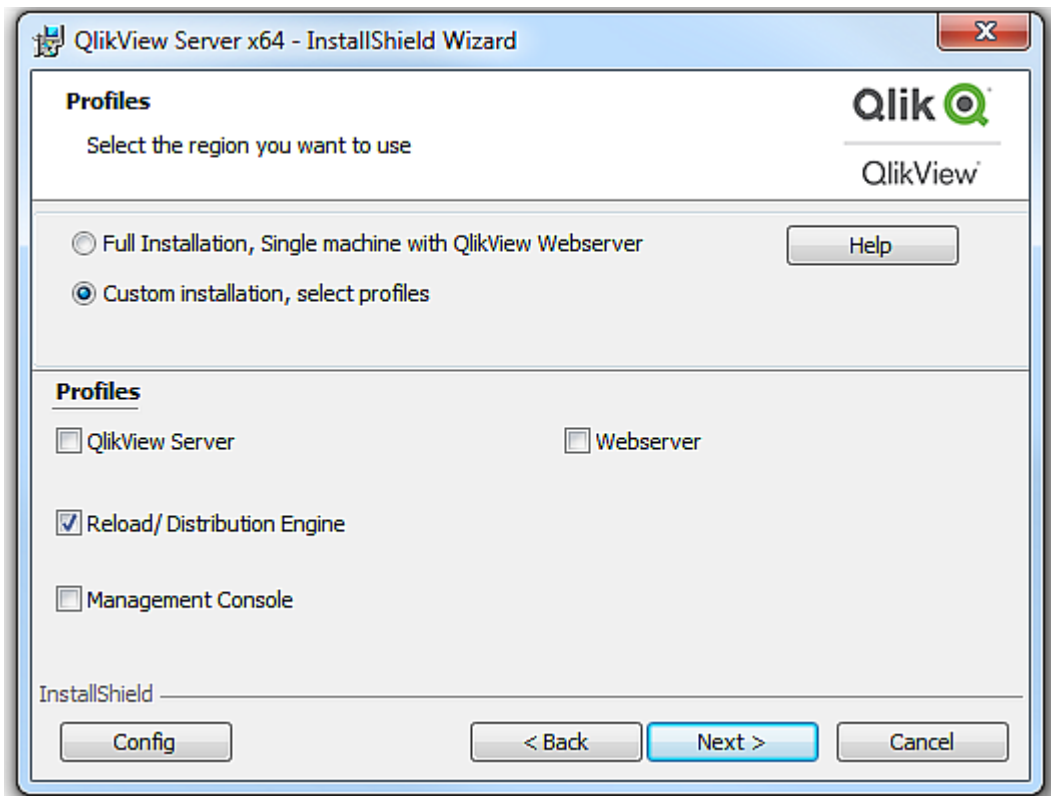 QlikView Server x64 - InstallShield Wizard
Profiles
Select the region you want to use
Qlik
QlikView
Full Installation, Single machine with QlikView Webserver
Help
Custom installation, select profiles
Profiles
QlikView Server
Webserver
Reload/ Distribution Engine
Management Console
InstallShield
Config
< Back
Next >
Cancel